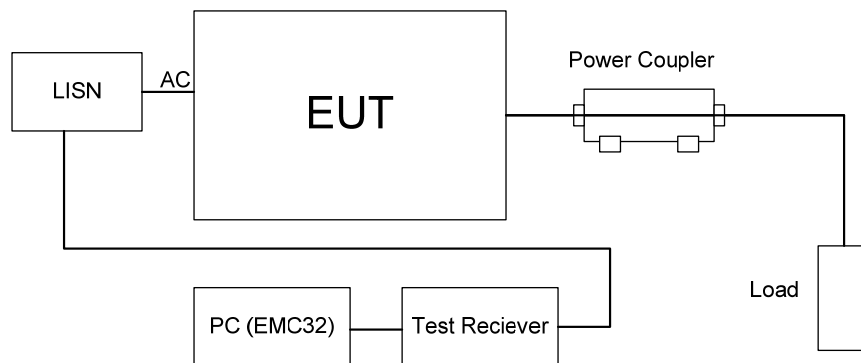 Power Coupler
LISN
AC
EUT
Load
PC (EMC32)
Test Reciever